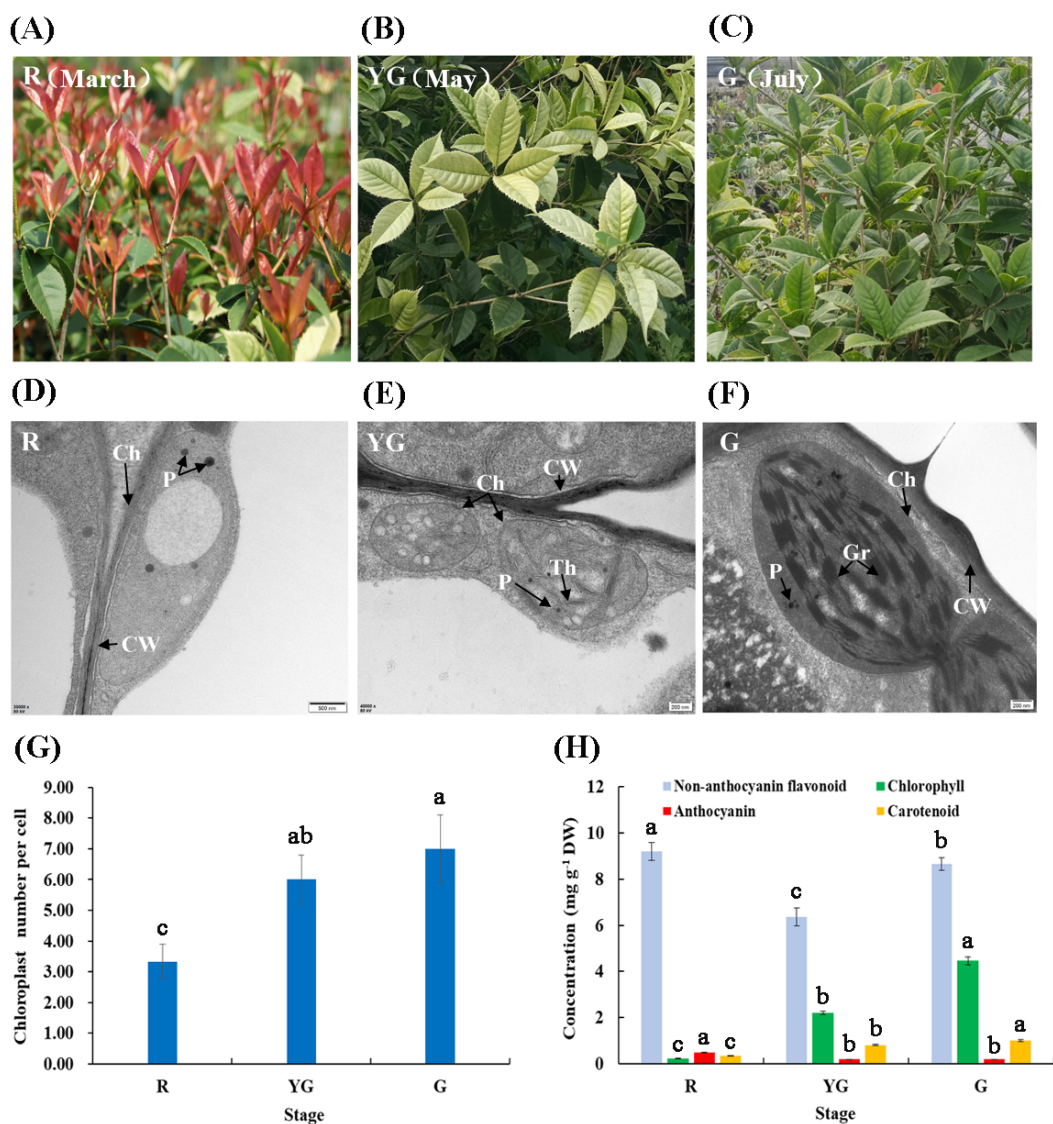 (A)
(B)
(C)
R（March）
YG（May）
G（July）
(D)
(E)
(F)
R
Ch
P
CW
500 nm
YG
CW
Ch
P
Th
200 nm
G
Ch
Gr
P
CW
200 nm
(G)
9.00
8.00
7.00
6.00
5.00
4.00
3.00
2.00
1.00
0.00
Chloroplast number per cell
c
ab
a
R
YG
G
Stage
(H)
12
10
8
6
4
2
0
Concentration (mg g⁻¹ DW)
Non-anthocyanin flavonoid
Chlorophyll
Anthocyanin
Carotenoid
a
c
a
c
c
b
b
b
b
a
b
a
R
YG
G
Stage